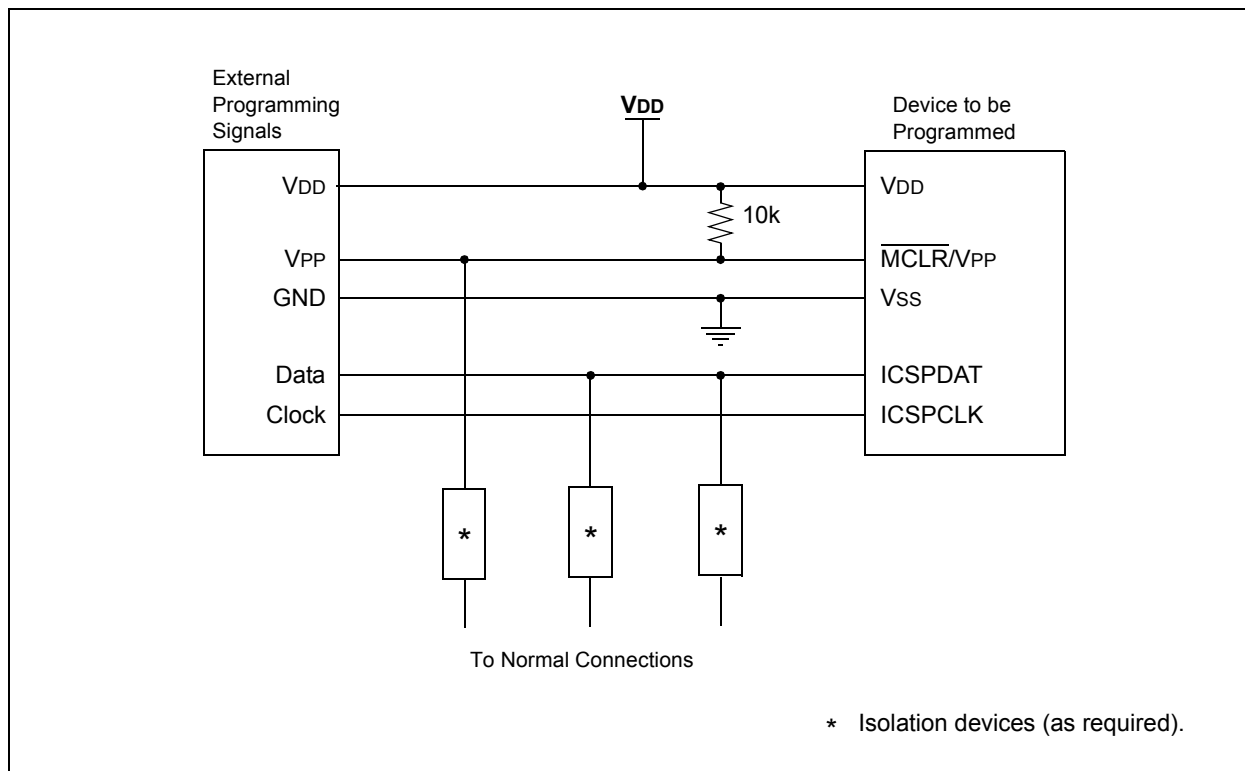 External
Programming
Signals
VDD
Device to be
Programmed
VDD
VDD
10k
VPP
MCLR/VPP
GND
VSS
Data
ICSPDAT
Clock
ICSPCLK
*
*
*
To Normal Connections
* Isolation devices (as required).